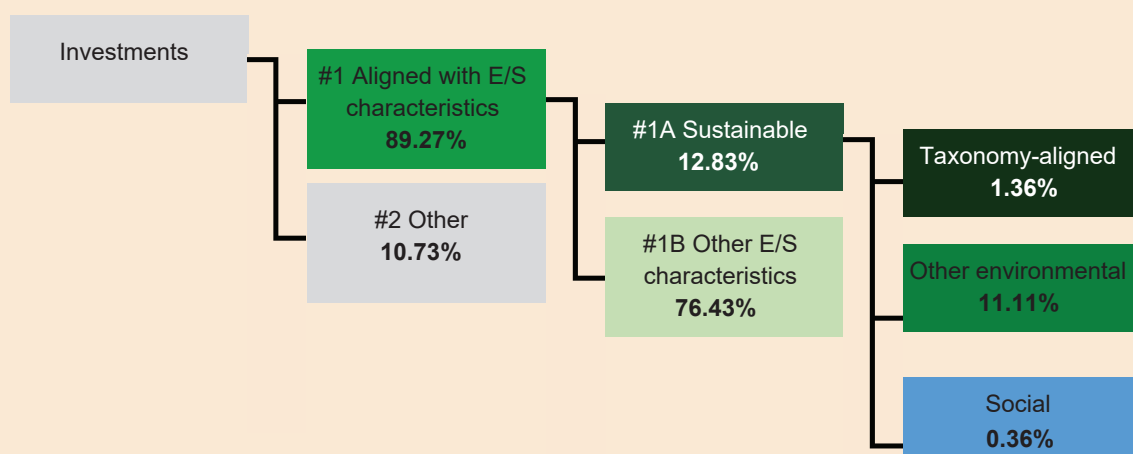 Investments
#1 Aligned with E/S
characteristics
89.27%
#2 Other
10.73%
#1A Sustainable
12.83%
#1B Other E/S
characteristics
76.43%
Taxonomy-aligned
1.36%
Other environmental
11.11%
Social
0.36%